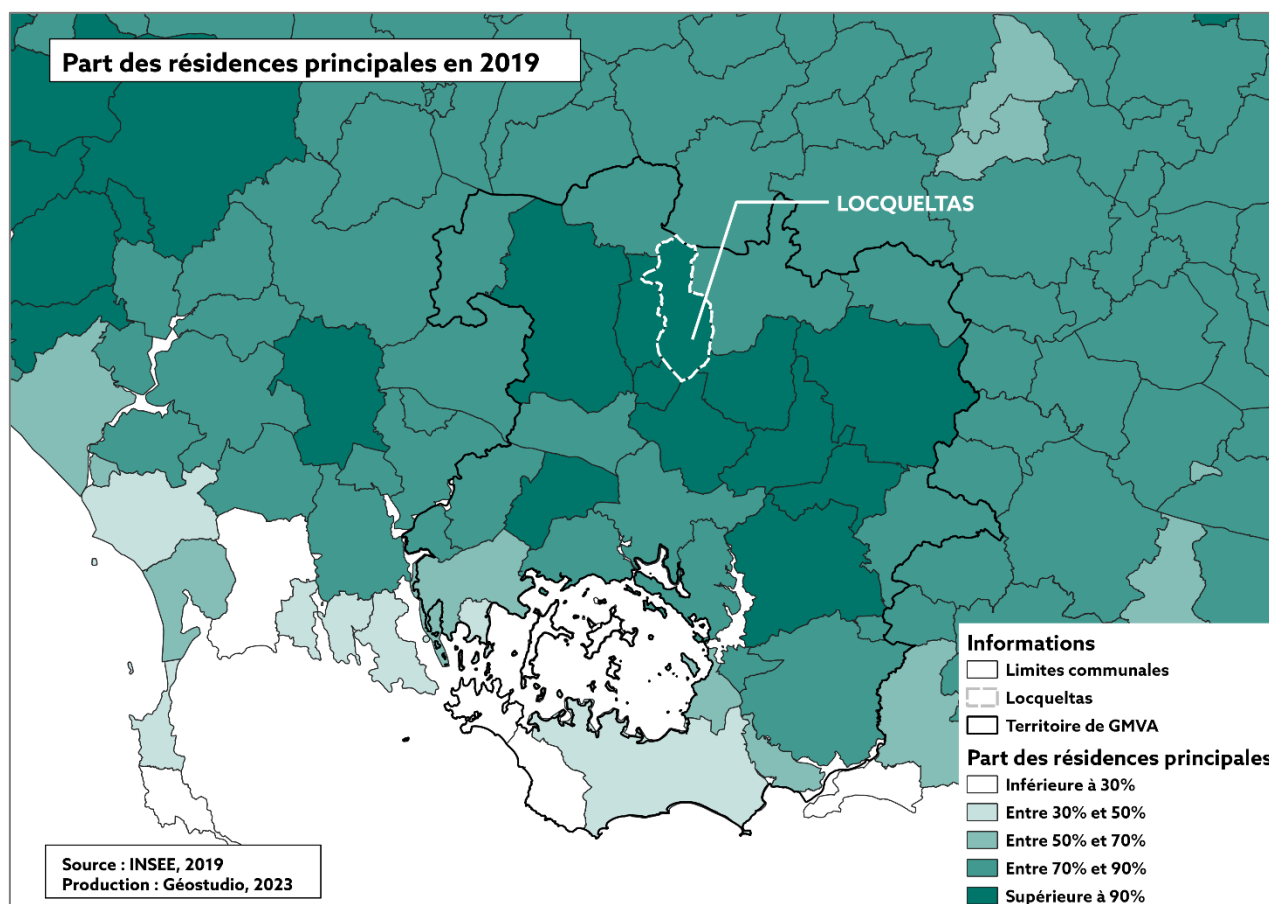 Part des résidences principales en 2019
LOCQUELTAS
Informations
Limites communales
Locqueltas
Territoire de GMVA
Part des résidences principales
Inférieure à 30%
Entre 30% et 50%
Entre 50% et 70%
Entre 70% et 90%
Supérieure à 90%
Source : INSEE, 2019
Production : Géostudio, 2023